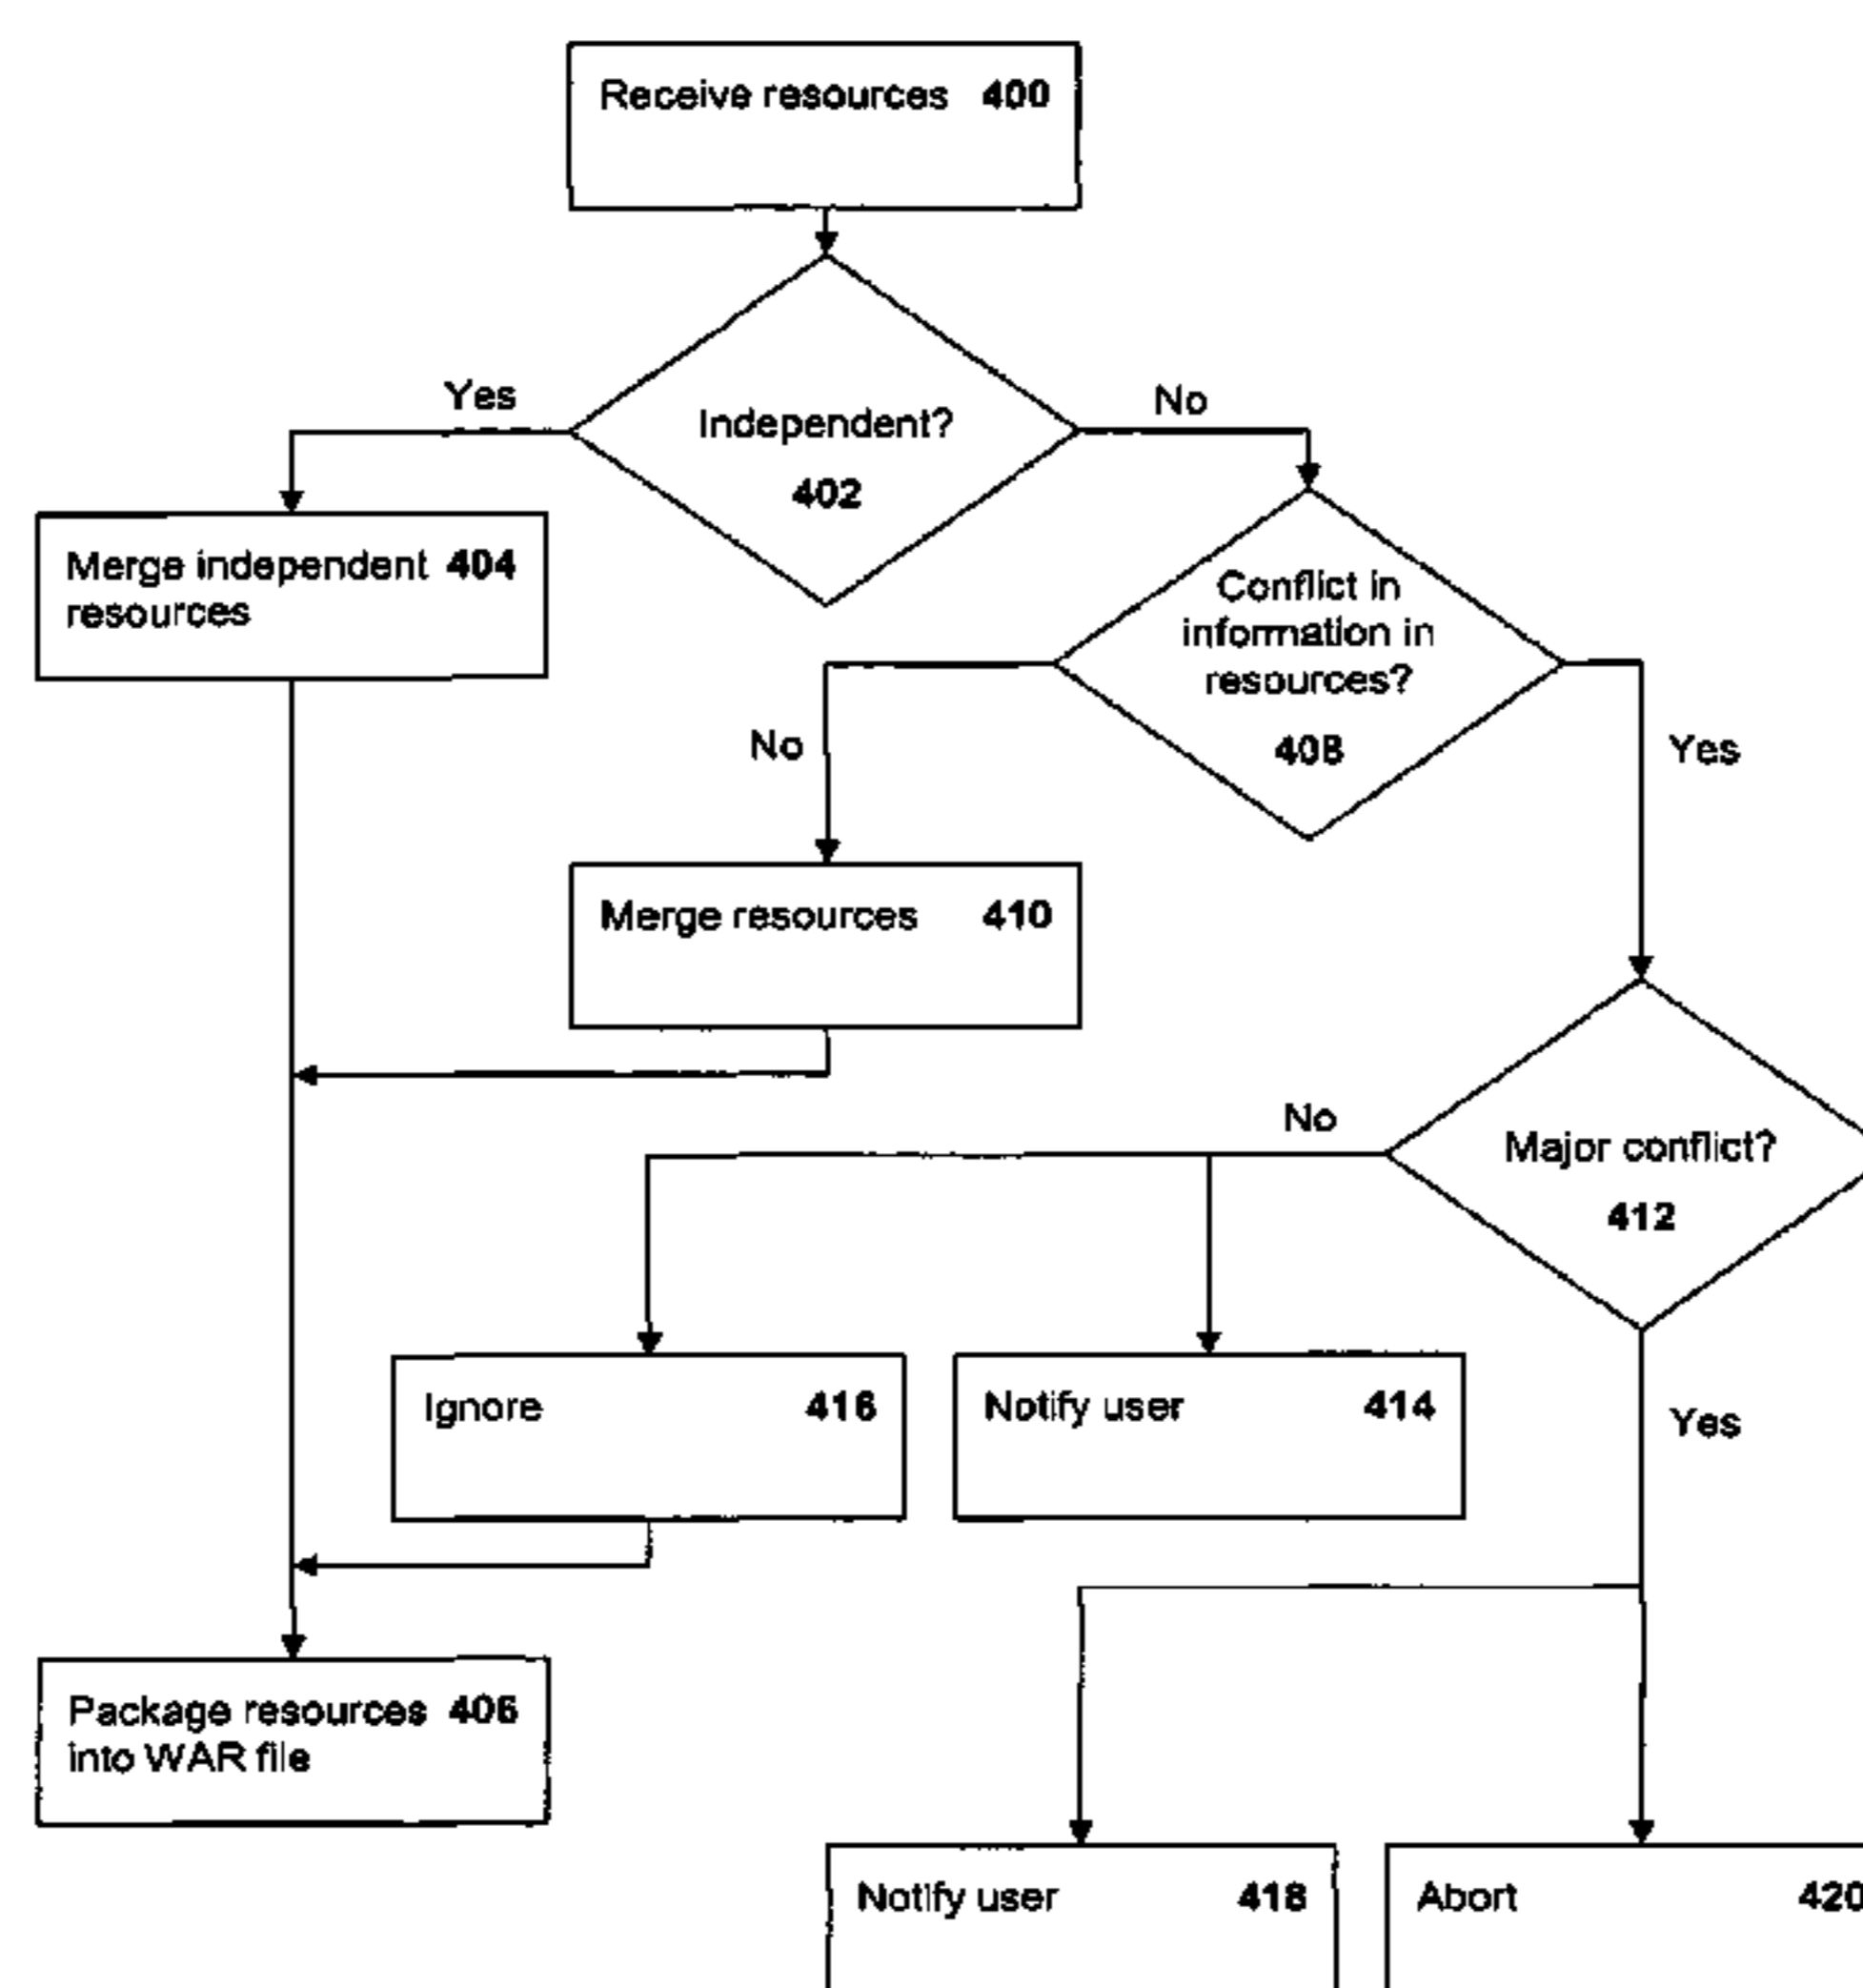 Receive resources 400
Yes
No
Independent?
402
Merge independent 404
resources
Conflict in
information in
resources?
408
No
Yes
Merge resources 410
No
Major conflict?
412
Ignore 416
Notify user 414
Yes
Package resources 406
into WAR file
Notify user 418
Abort 420